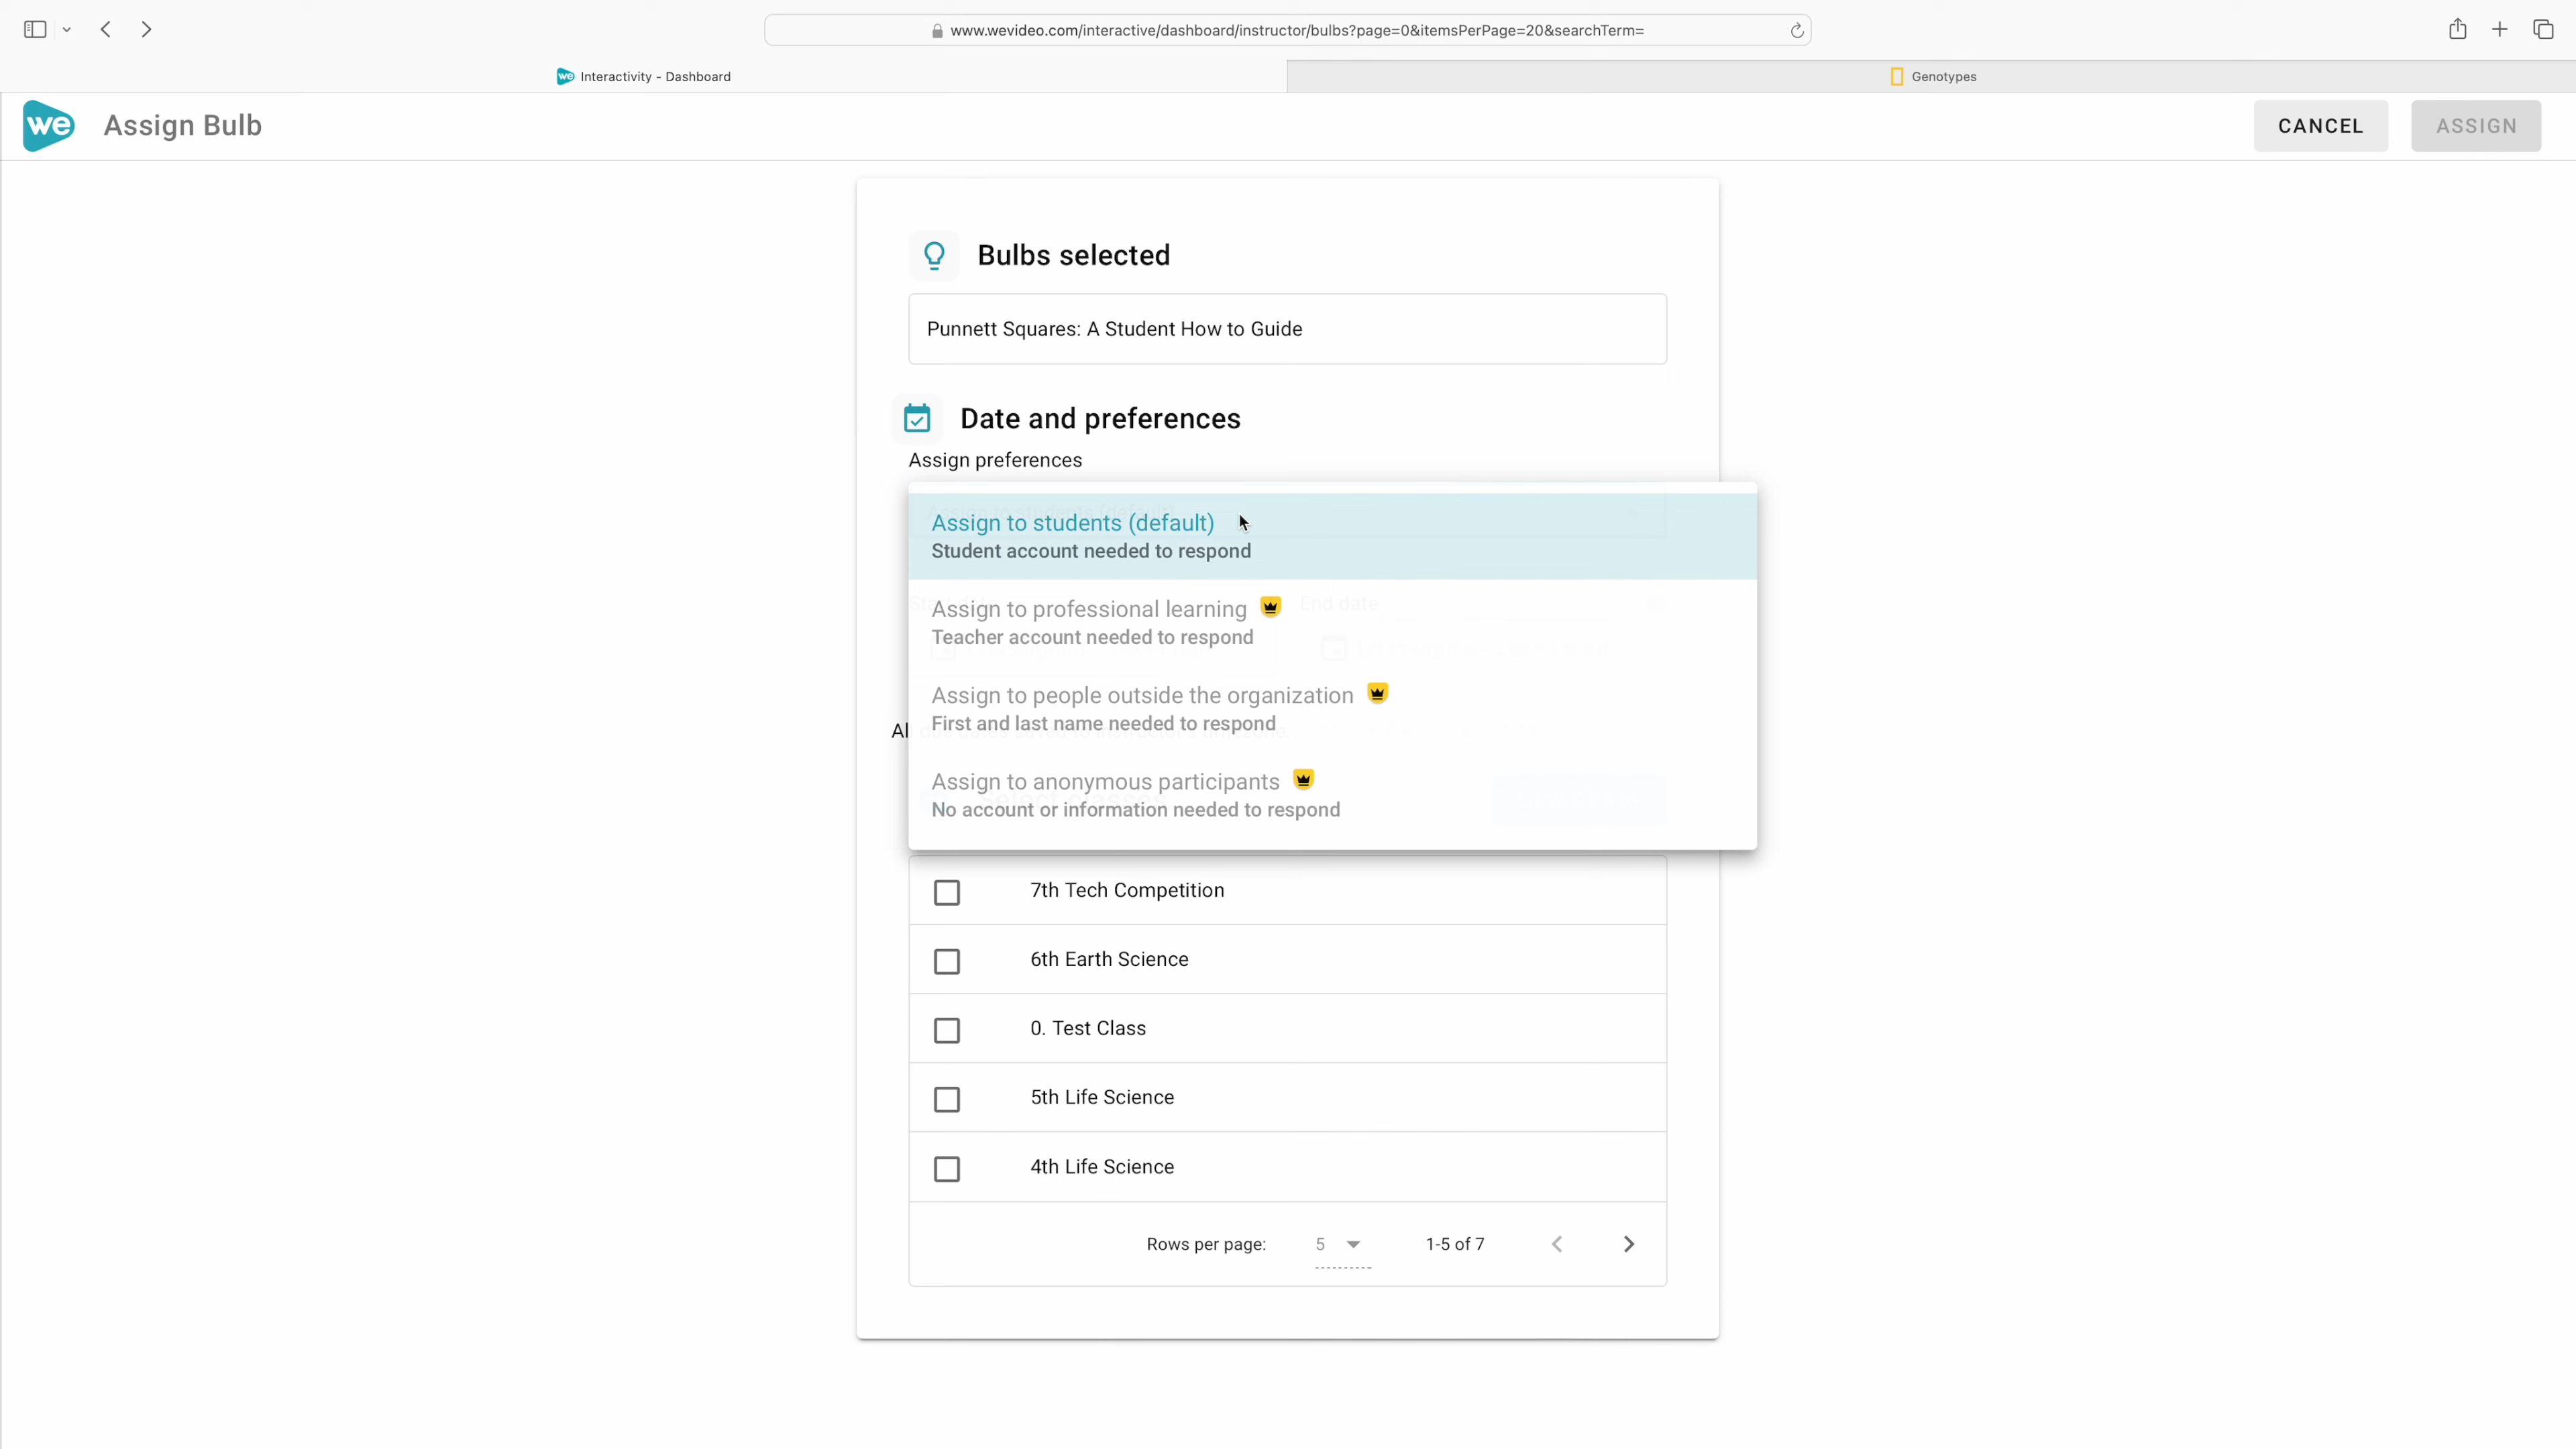 www.wevideo.com/interactive/dashboard/instructor/bulbs?page=0&itemsPerPage=20&searchTerm=
we Interactivity - Dashboard
Genotypes
we Assign Bulb
CANCEL
ASSIGN
Bulbs selected
Punnett Squares: A Student How to Guide
Date and preferences
Assign preferences
Assign to students (default)
Student account needed to respond
Assign to professional learning
End date
Teacher account needed to respond
Assign to people outside the organization
First and last name needed to respond
Al
Assign to anonymous participants
No account or information needed to respond
7th Tech Competition
6th Earth Science
0. Test Class
5th Life Science
4th Life Science
Rows per page: 5 1-5 of 7